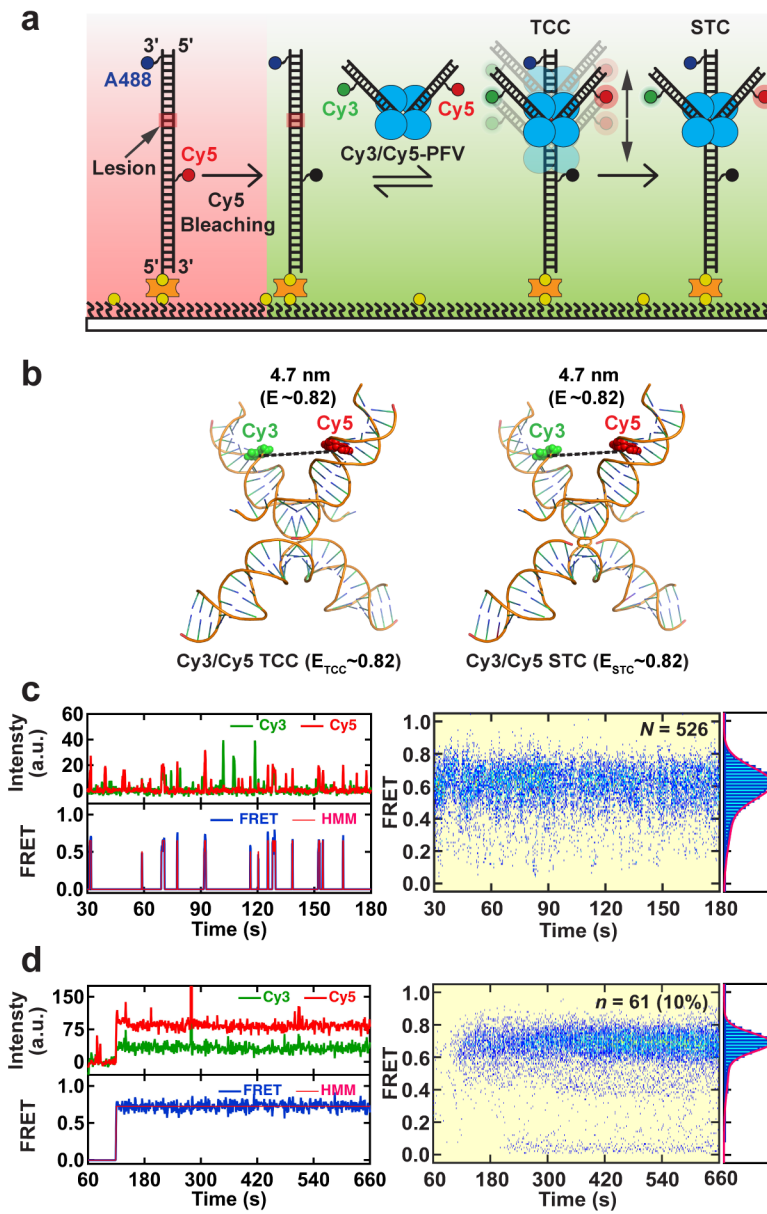 a
TCC
STC
3' 5'
A488
Cy3
Cy5
Lesion
Cy5
Cy3/Cy5-PFV
Cy5
Bleaching
5' 3'
b
4.7 nm
(E ~0.82)
Cy3
Cy5
4.7 nm
(E~0.82)
Cy3
Cy5
Cy3/Cy5 TCC (ETCC~0.82)
Cy3/Cy5 STC (ESTC~0.82)
c
Intensty
(a.u.)
60
40
20
0
Cy3
Cy5
FRET
1.0
0.5
0.0
FRET
HMM
30 60 90 120 150 180
Time (s)
FRET
1.0
0.8
0.6
0.4
0.2
0.0
N = 526
30 60 90 120 150 180
Time (s)
d
Intensty
(a.u.)
150
75
0
Cy3
Cy5
FRET
1.0
0.5
0.0
FRET
HMM
60 180 300 420 540 660
Time (s)
FRET
1.0
0.8
0.6
0.4
0.2
0.0
n = 61 (10%)
60 180 300 420 540 660
Time (s)